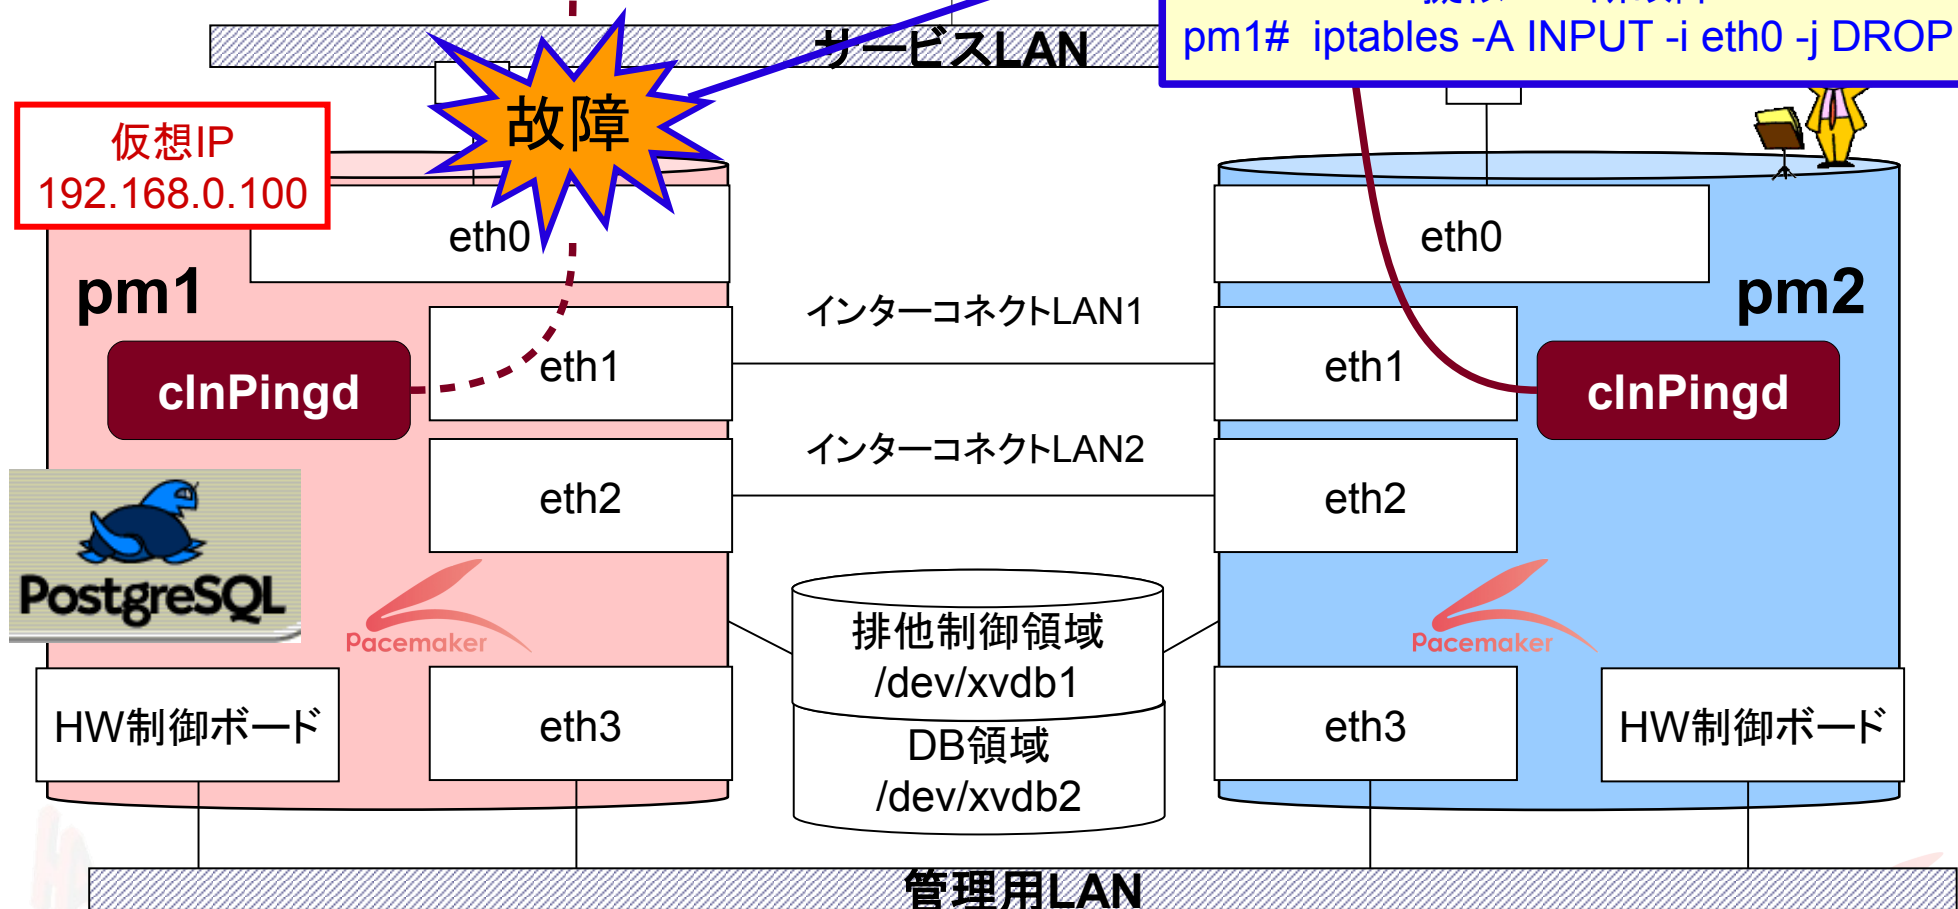 サービスLAN
pm1# iptables -A INPUT -i eth0 -j DROP
故障
仮想IP
192.168.0.100
eth0
eth0
pm1
pm2
インターコネクトLAN1
eth1
eth1
clnPingd
clnPingd
インターコネクトLAN2
eth2
eth2
PostgreSQL
Pacemaker
Pacemaker
排他制御領域
/dev/xvdb1
HW制御ボード
eth3
DB領域
/dev/xvdb2
eth3
HW制御ボード
管理用LAN